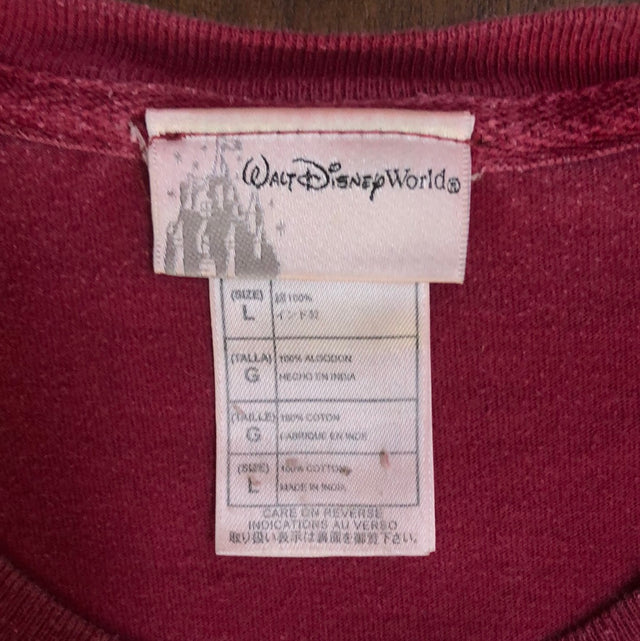 WALT DISNEY World®
(SIZE) 綿100%
L インド製
(TALLA) 100% ALGODON
G HECHO EN INDIA
(TAILLE) 100% COTON
G FABRIQUE EN INDE
(SIZE) 100% COTTON
L MADE IN INDIA
CARE ON REVERSE
INDICATIONS AU VERSO
取り扱い表示は裏面を御覧下さい。